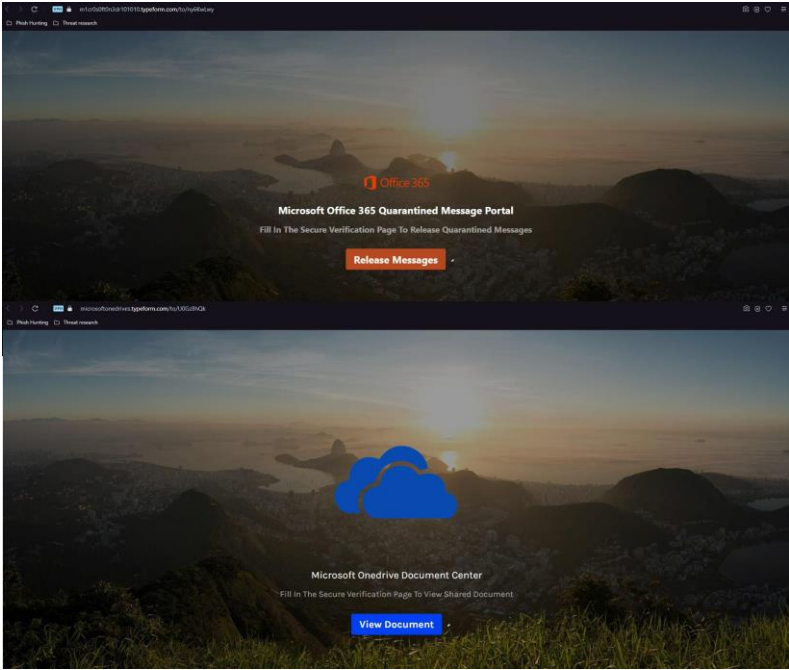 Phish Hunting Threat research
Office 365
Microsoft Office 365 Quarantined Message Portal
Fill In The Secure Verification Page To Release Quarantined Messages
Release Messages
microsoftonedrives.typeform.com/to/
Phish Hunting Threat research
Microsoft Onedrive Document Center
Fill In The Secure Verification Page To View Shared Document
View Document